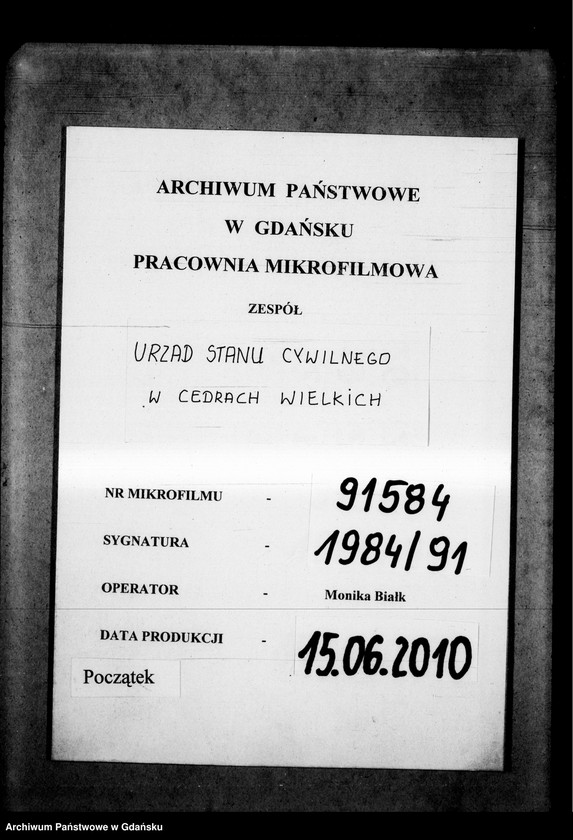 ARCHIWUM PAŃSTWOWE
W GDAŃSKU
PRACOWNIA MIKROFILMOWA
ZESPÓŁ
URZAD STANU CYWILNEGO
W CEDRACH WIELKICH
NR MIKROFILMU - 91584
SYGNATURA - 1984/91
OPERATOR - Monika Białk
DATA PRODUKCJI - 15.06.2010
Początek
Archiwum Państwowe w Gdańsku